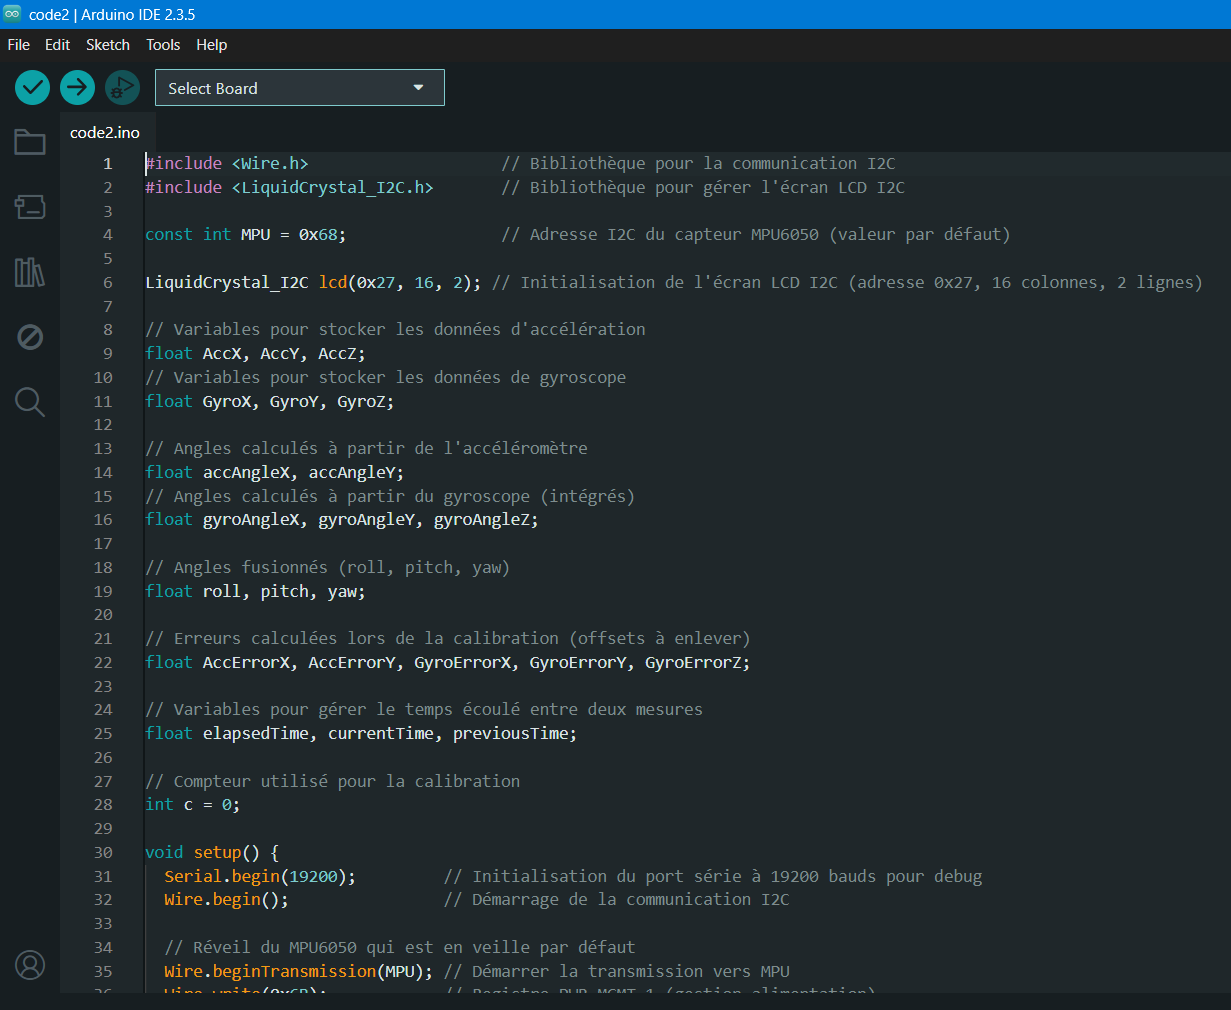 code2 | Arduino IDE 2.3.5
File Edit Sketch Tools Help
Select Board
code2.ino
1 #include <Wire.h> // Bibliothèque pour la communication I2C
2 #include <LiquidCrystal_I2C.h> // Bibliothèque pour gérer l'écran LCD I2C
3
4 const int MPU = 0x68; // Adresse I2C du capteur MPU6050 (valeur par défaut)
5
6 LiquidCrystal_I2C lcd(0x27, 16, 2); // Initialisation de l'écran LCD I2C (adresse 0x27, 16 colonnes, 2 lignes)
7
8 // Variables pour stocker les données d'accélération
9 float AccX, AccY, AccZ;
10 // Variables pour stocker les données de gyroscope
11 float GyroX, GyroY, GyroZ;
12
13 // Angles calculés à partir de l'accéléromètre
14 float accAngleX, accAngleY;
15 // Angles calculés à partir du gyroscope (intégrés)
16 float gyroAngleX, gyroAngleY, gyroAngleZ;
17
18 // Angles fusionnés (roll, pitch, yaw)
19 float roll, pitch, yaw;
20
21 // Erreurs calculées lors de la calibration (offsets à enlever)
22 float AccErrorX, AccErrorY, GyroErrorX, GyroErrorY, GyroErrorZ;
23
24 // Variables pour gérer le temps écoulé entre deux mesures
25 float elapsedTime, currentTime, previousTime;
26
27 // Compteur utilisé pour la calibration
28 int c = 0;
29
30 void setup() {
31 Serial.begin(19200); // Initialisation du port série à 19200 bauds pour debug
32 Wire.begin(); // Démarrage de la communication I2C
33
34 // Réveil du MPU6050 qui est en veille par défaut
35 Wire.beginTransmission(MPU); // Démarrer la transmission vers MPU
36 Wire.write(0x6B); // Registre PWR_MGMT_1 (gestion alimentation)